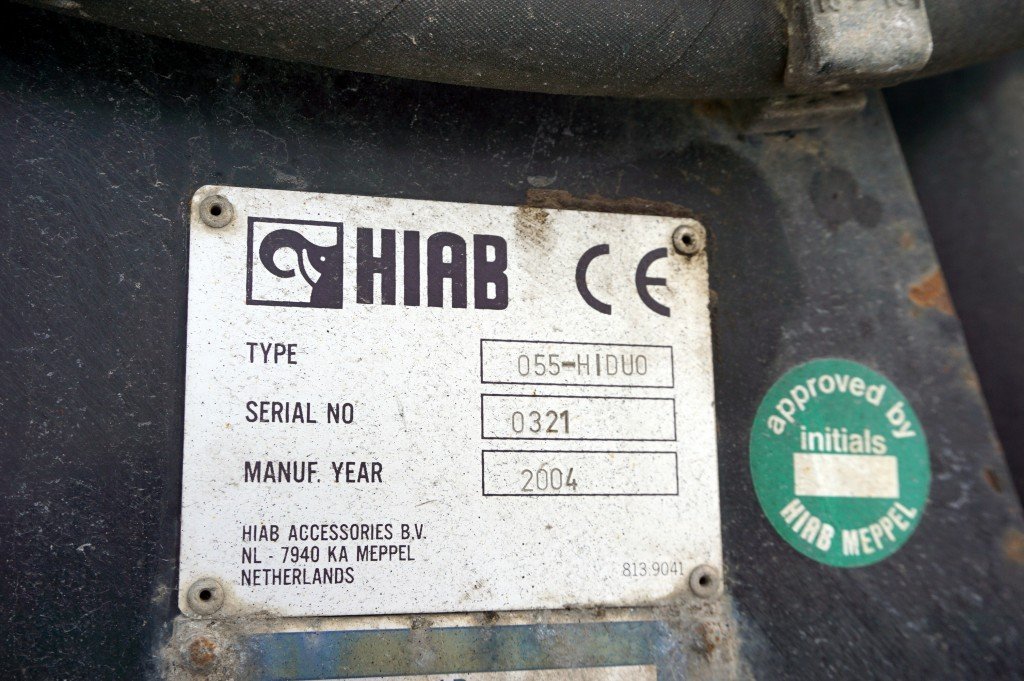 HIAB CE
TYPE 055-HIDUO
SERIAL NO 0321
MANUF. YEAR 2004
HIAB ACCESSORIES B.V.
NL - 7940 KA MEPPEL
NETHERLANDS
813.9041
approved by
initials
HIAB MEPPEL